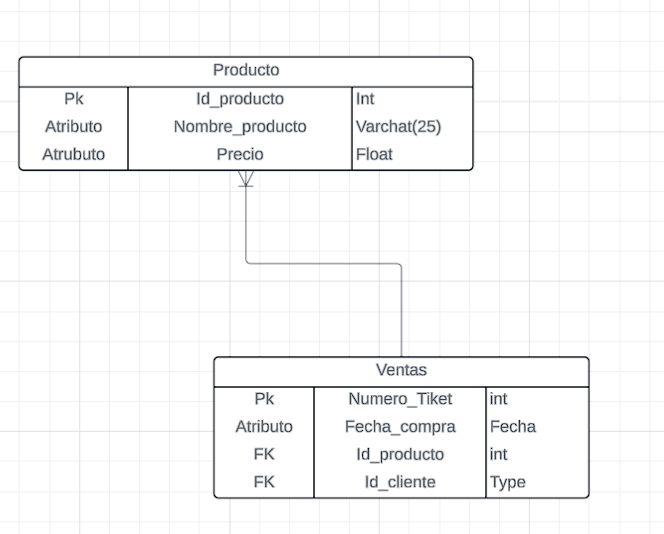 Producto
Pk Id_producto Int
Atributo Nombre_producto Varchat(25)
Atrubuto Precio Float
Ventas
Pk Numero_Tiket int
Atributo Fecha_compra Fecha
FK Id_producto int
FK Id_cliente Type